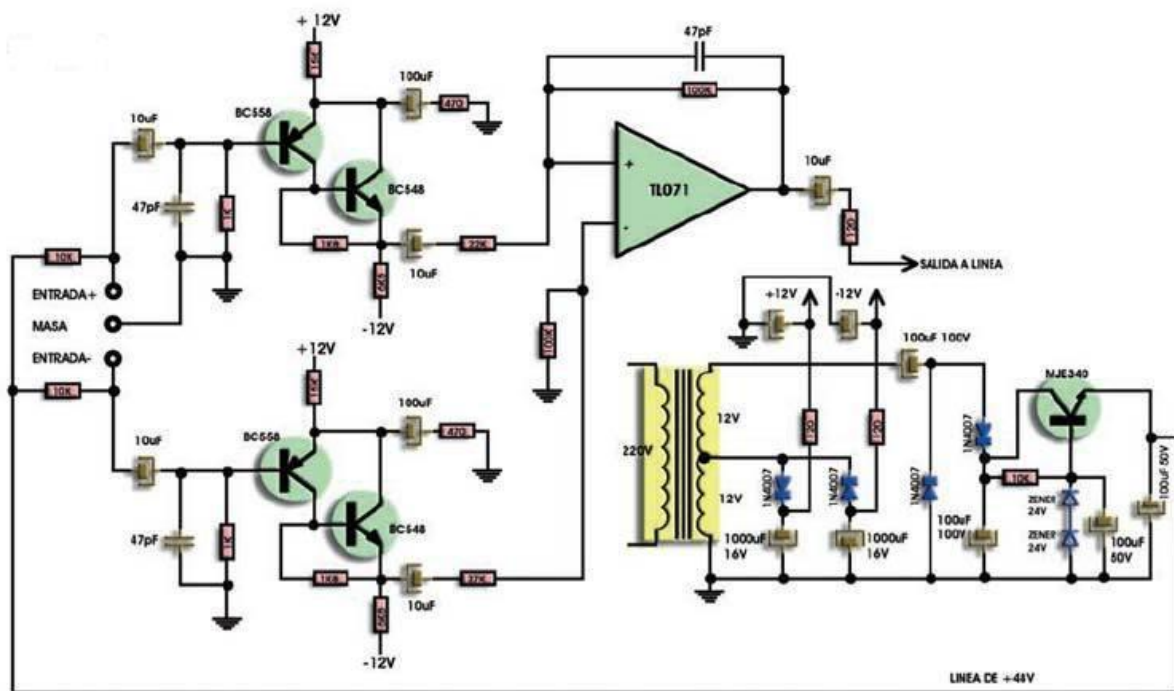 + 12V
15K
100uF
47Ω
BC558
10uF
BC548
47pF
1K
1K8
22K
10uF
10K
-12V
ENTRADA+
MASA
ENTRADA-
10K
+12V
15K
100uF
47Ω
BC558
10uF
BC548
47pF
1K
1K8
10uF
-12V
47pF
100K
+
TL071
-
10uF
SALIDA A LINEA
100K
+12V
-12V
220V
12V
12V
1N4007
1N4007
1000uF
16V
1000uF
16V
100uF 100V
1N4007
1N4007
100uF
100V
MJE340
10K
ZENER
24V
ZENER
24V
100uF
50V
100uF 50V
LINEA DE +48V